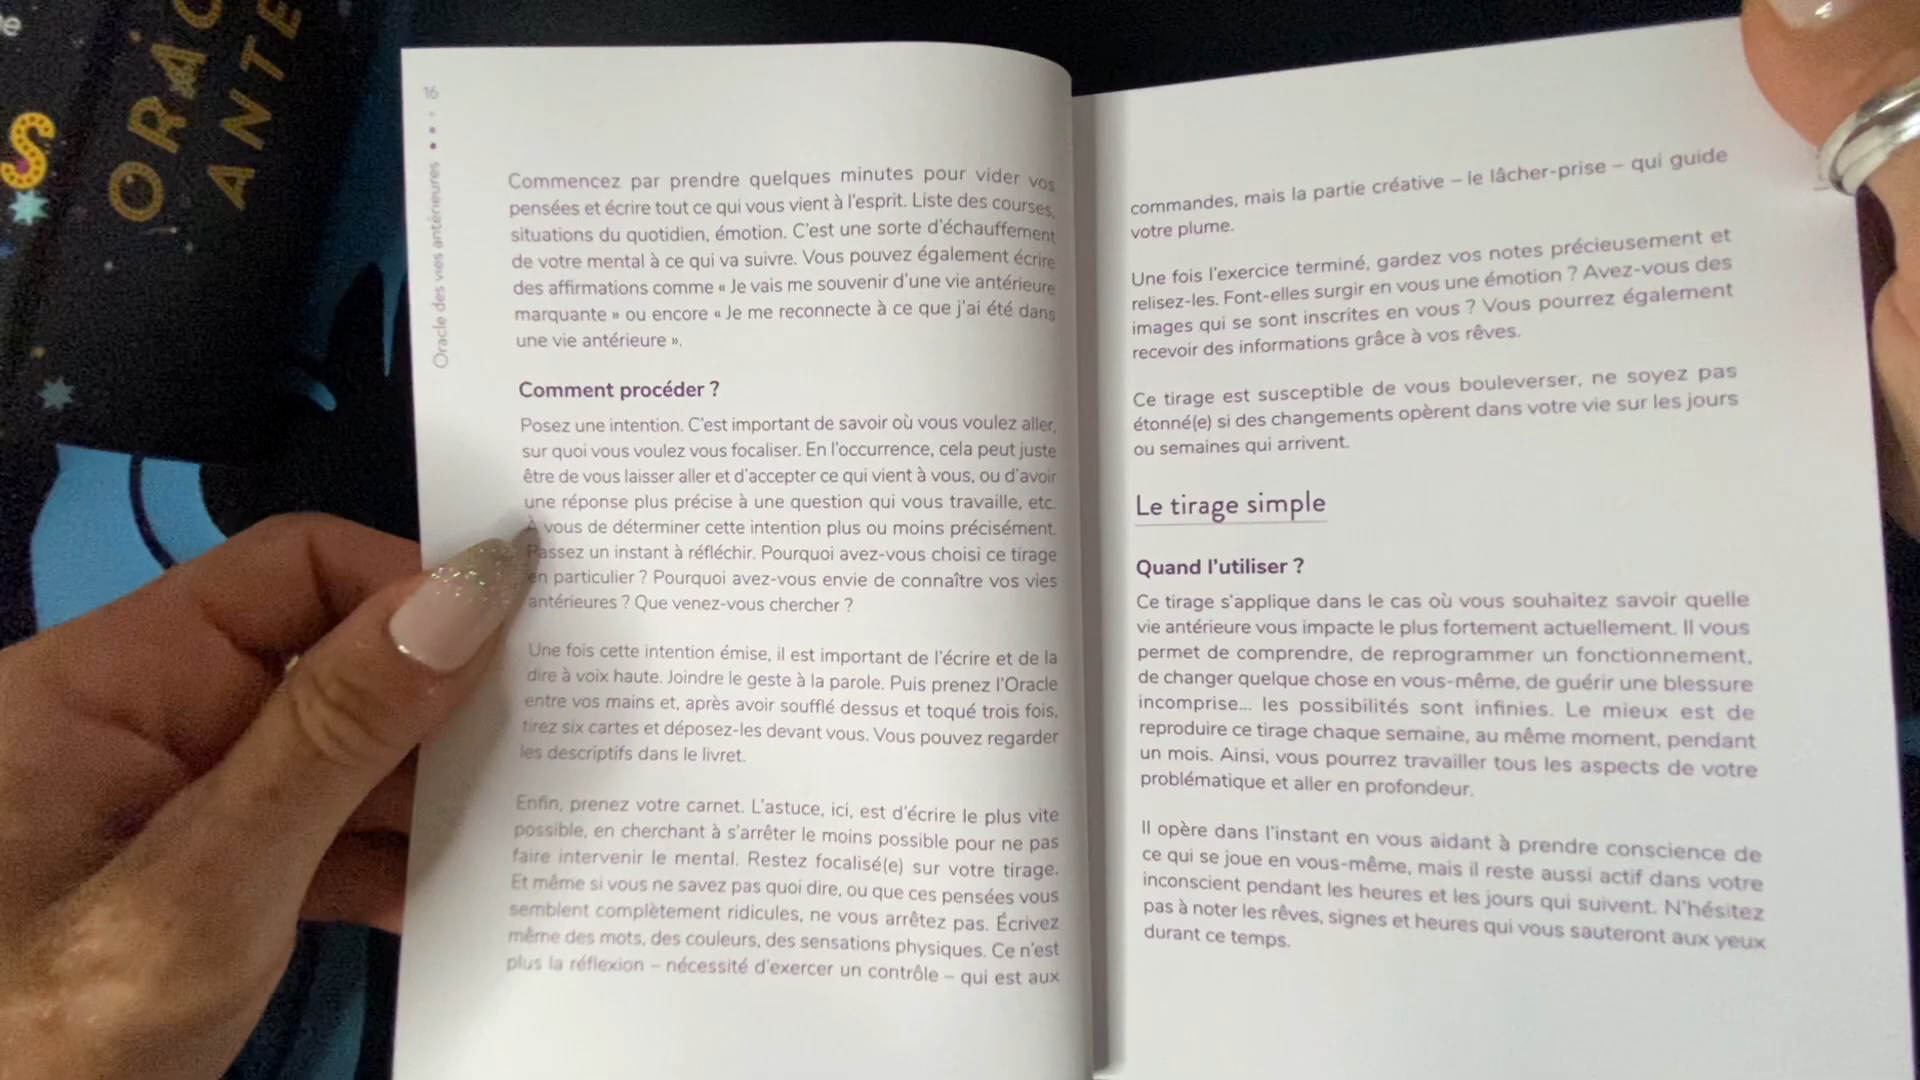 e
S
ORAC
ANTE
16
Oracle des vies antérieures
Commencez par prendre quelques minutes pour vider vos
pensées et écrire tout ce qui vous vient à l'esprit. Liste des courses,
situations du quotidien, émotion. C'est une sorte d'échauffement
de votre mental à ce qui va suivre. Vous pouvez également écrire
des affirmations comme « Je vais me souvenir d'une vie antérieure
marquante » ou encore « Je me reconnecte à ce que j'ai été dans
une vie antérieure ».
Comment procéder ?
Posez une intention. C'est important de savoir où vous voulez aller,
sur quoi vous voulez vous focaliser. En l'occurrence, cela peut juste
être de vous laisser aller et d'accepter ce qui vient à vous, ou d'avoir
une réponse plus précise à une question qui vous travaille, etc.
À vous de déterminer cette intention plus ou moins précisément.
Passez un instant à réfléchir. Pourquoi avez-vous choisi ce tirage
en particulier ? Pourquoi avez-vous envie de connaître vos vies
antérieures ? Que venez-vous chercher ?
Une fois cette intention émise, il est important de l'écrire et de la
dire à voix haute. Joindre le geste à la parole. Puis prenez l'Oracle
entre vos mains et, après avoir soufflé dessus et toqué trois fois,
tirez six cartes et déposez-les devant vous. Vous pouvez regarder
les descriptifs dans le livret.
Enfin, prenez votre carnet. L'astuce, ici, est d'écrire le plus vite
possible, en cherchant à s'arrêter le moins possible pour ne pas
faire intervenir le mental. Restez focalisé(e) sur votre tirage.
Et même si vous ne savez pas quoi dire, ou que ces pensées vous
semblent complètement ridicules, ne vous arrêtez pas. Écrivez
même des mots, des couleurs, des sensations physiques. Ce n'est
plus la réflexion – nécessité d'exercer un contrôle – qui est aux
commandes, mais la partie créative – le lâcher-prise – qui guide
votre plume.
Une fois l'exercice terminé, gardez vos notes précieusement et
relisez-les. Font-elles surgir en vous une émotion ? Avez-vous des
images qui se sont inscrites en vous ? Vous pourrez également
recevoir des informations grâce à vos rêves.
Ce tirage est susceptible de vous bouleverser, ne soyez pas
étonné(e) si des changements opèrent dans votre vie sur les jours
ou semaines qui arrivent.
Le tirage simple
Quand l'utiliser ?
Ce tirage s'applique dans le cas où vous souhaitez savoir quelle
vie antérieure vous impacte le plus fortement actuellement. Il vous
permet de comprendre, de reprogrammer un fonctionnement,
de changer quelque chose en vous-même, de guérir une blessure
incomprise... les possibilités sont infinies. Le mieux est de
reproduire ce tirage chaque semaine, au même moment, pendant
un mois. Ainsi, vous pourrez travailler tous les aspects de votre
problématique et aller en profondeur.
Il opère dans l'instant en vous aidant à prendre conscience de
ce qui se joue en vous-même, mais il reste aussi actif dans votre
inconscient pendant les heures et les jours qui suivent. N'hésitez
pas à noter les rêves, signes et heures qui vous sauteront aux yeux
durant ce temps.